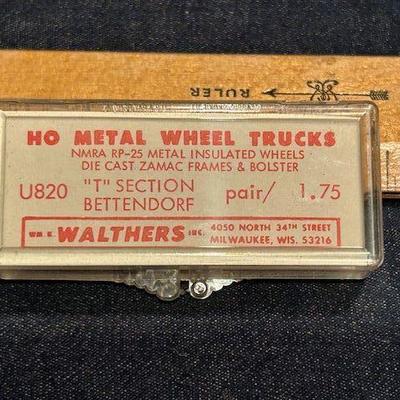 RULER
HO METAL WHEEL TRUCKS
NMRA RP-25 METAL INSULATED WHEELS
DIE CAST ZAMAC FRAMES & BOLSTER
U820 "T" SECTION BETTENDORF pair/ 1.75
WM. K. WALTHERS INC. 4050 NORTH 34TH STREET
MILWAUKEE, WIS. 53216